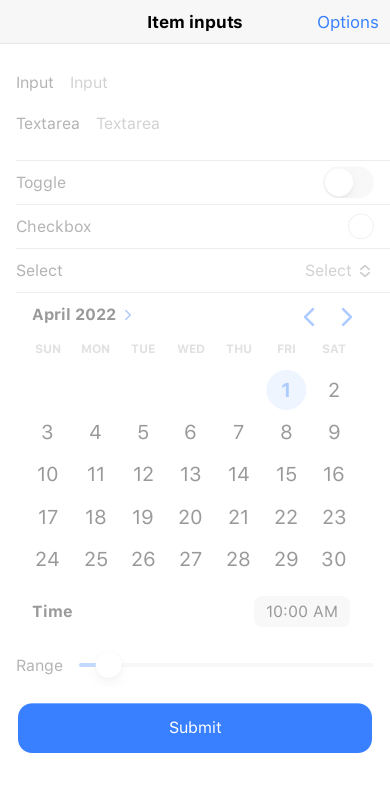 Item inputs Options
Input Input
Textarea Textarea
Toggle
Checkbox
Select Select
April 2022
SUN MON TUE WED THU FRI SAT
1 2
3 4 5 6 7 8 9
10 11 12 13 14 15 16
17 18 19 20 21 22 23
24 25 26 27 28 29 30
Time 10:00 AM
Range
Submit